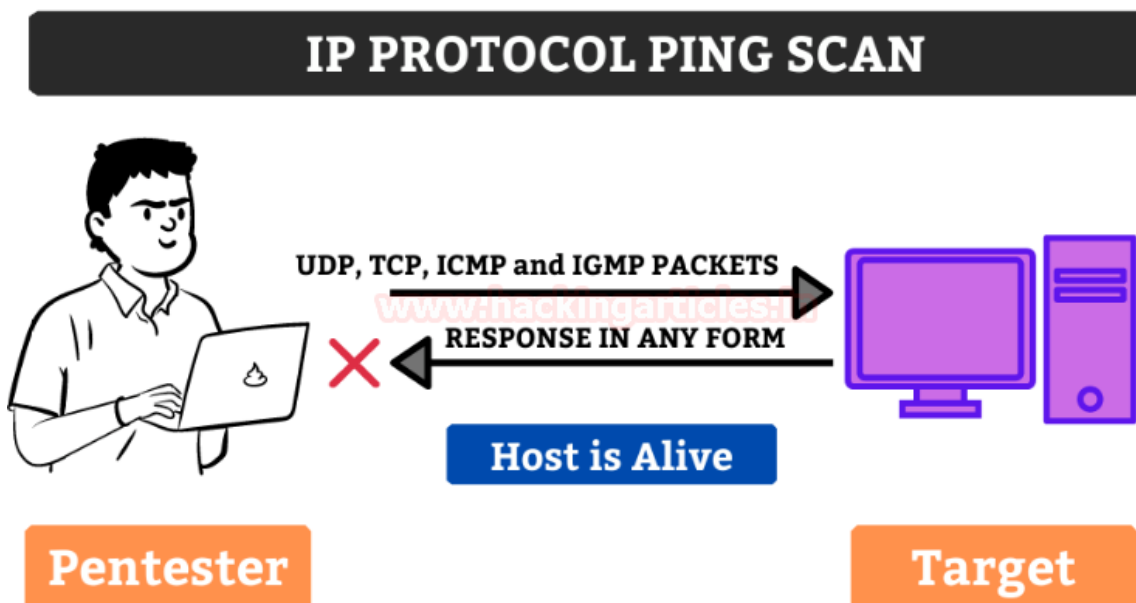 IP PROTOCOL PING SCAN
UDP, TCP, ICMP and IGMP PACKETS
www.hackingarticles.in
RESPONSE IN ANY FORM
Host is Alive
Pentester
Target